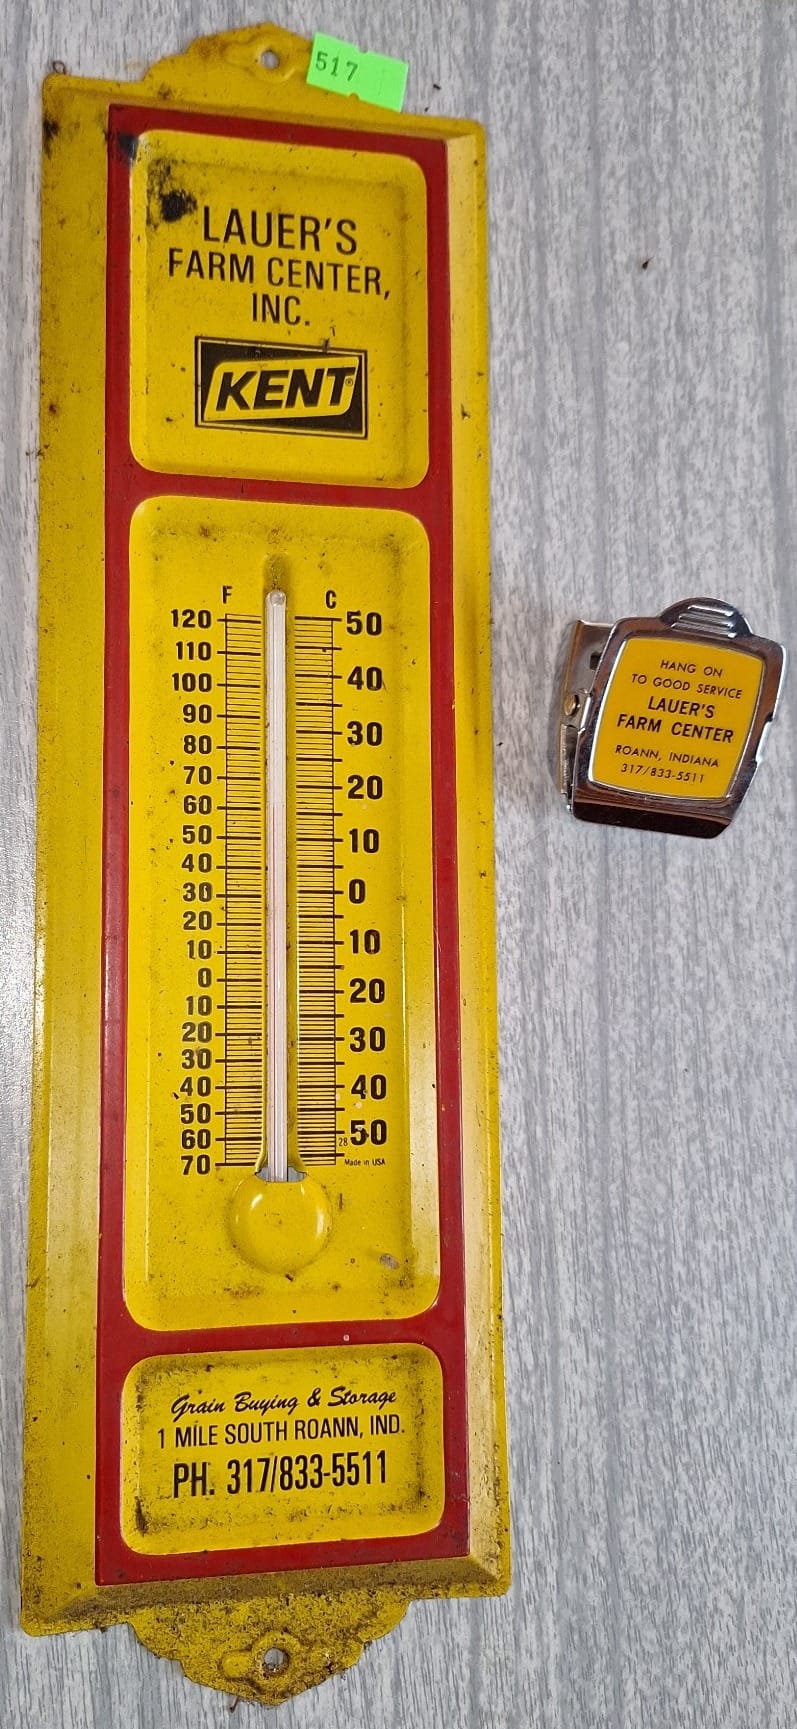 517
LAUER'S
FARM CENTER,
INC.
KENT®
F C
120 50
110
100 40
90
80 30
70
60 20
50
40 10
30 0
20
10 10
0
10 20
20
30 30
40 40
50
60 28 50
70 Made in USA
Grain Buying & Storage
1 MILE SOUTH ROANN, IND.
PH. 317/833-5511
HANG ON
TO GOOD SERVICE
LAUER'S
FARM CENTER
ROANN, INDIANA
317/833-5511